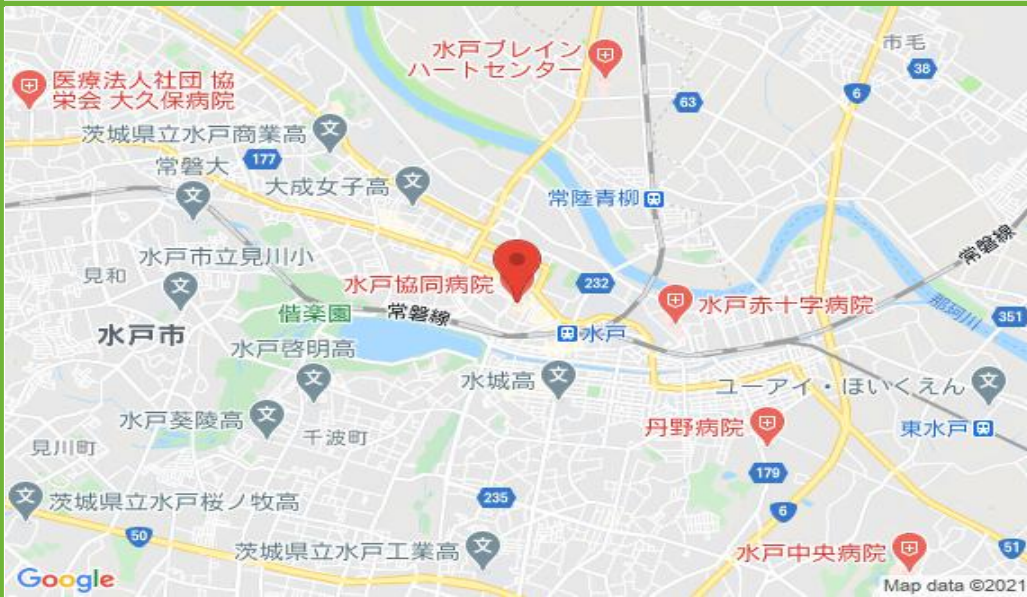 水戸ブレイン
ハートセンター
市毛
38
6
63
医療法人社団 協
栄会 大久保病院
茨城県立水戸商業高
177
常磐大
大成女子高
常陸青柳
水戸市立見川小
見和
水戸協同病院
232
水戸赤十字病院
常磐線
那珂川
351
偕楽園
常磐線
水戸
水戸市
水戸啓明高
水城高
ユーアイ・ほいくえん
水戸葵陵高
千波町
丹野病院
東水戸
見川町
179
茨城県立水戸桜ノ牧高
235
6
50
茨城県立水戸工業高
水戸中央病院
51
Google
Map data ©2021